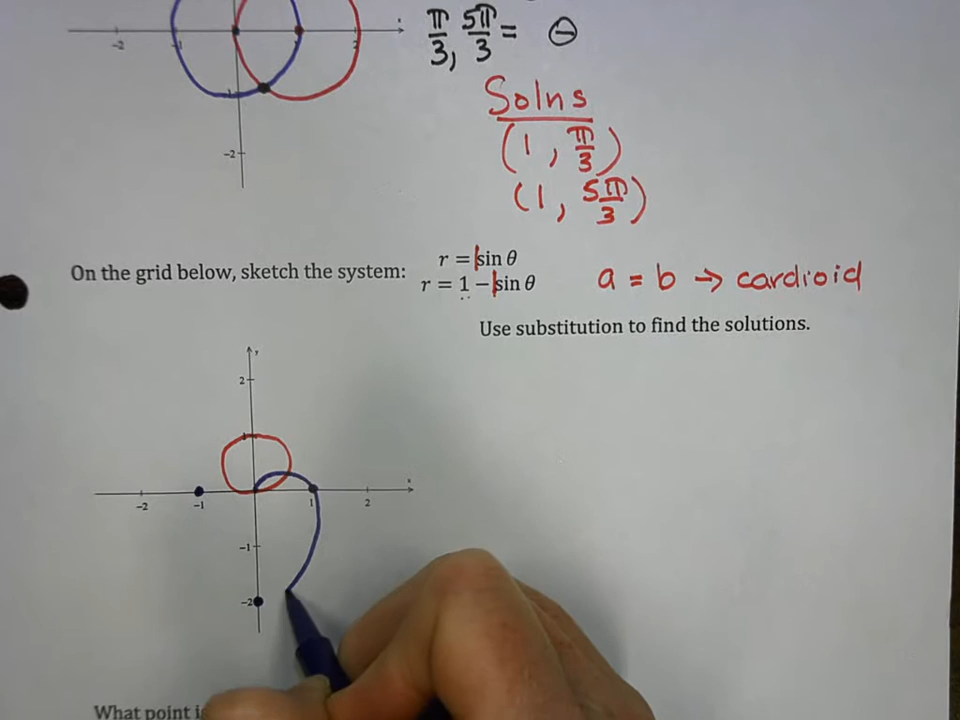 -2 -1 2 x
π/3, 5π/3 = θ
-1
-2
Solns
(1, π/3)
(1, 5π/3)
On the grid below, sketch the system:
r = sin θ
r = 1 − sin θ
a = b → cardioid
Use substitution to find the solutions.
y
2
1
x
-2 -1 1 2
-1
-2
What point